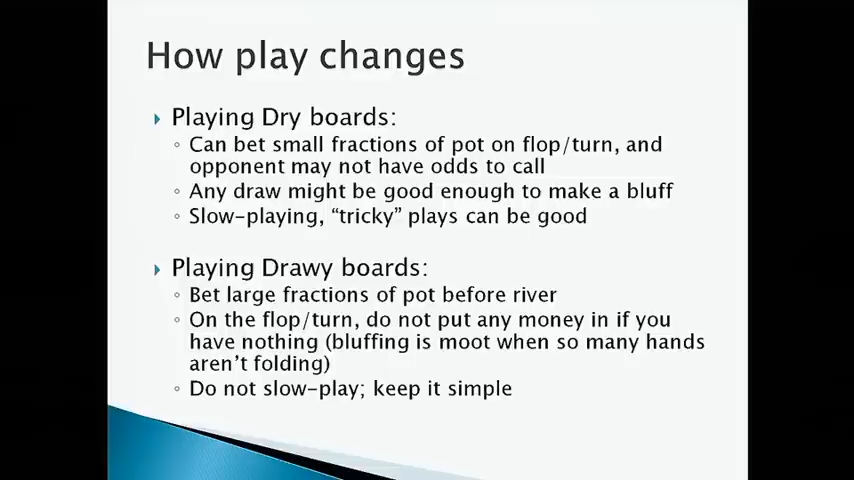 How play changes
Playing Dry boards:
Can bet small fractions of pot on flop/turn, and
opponent may not have odds to call
Any draw might be good enough to make a bluff
Slow-playing, “tricky” plays can be good
Playing Drawy boards:
Bet large fractions of pot before river
On the flop/turn, do not put any money in if you
have nothing (bluffing is moot when so many hands
aren’t folding)
Do not slow-play; keep it simple